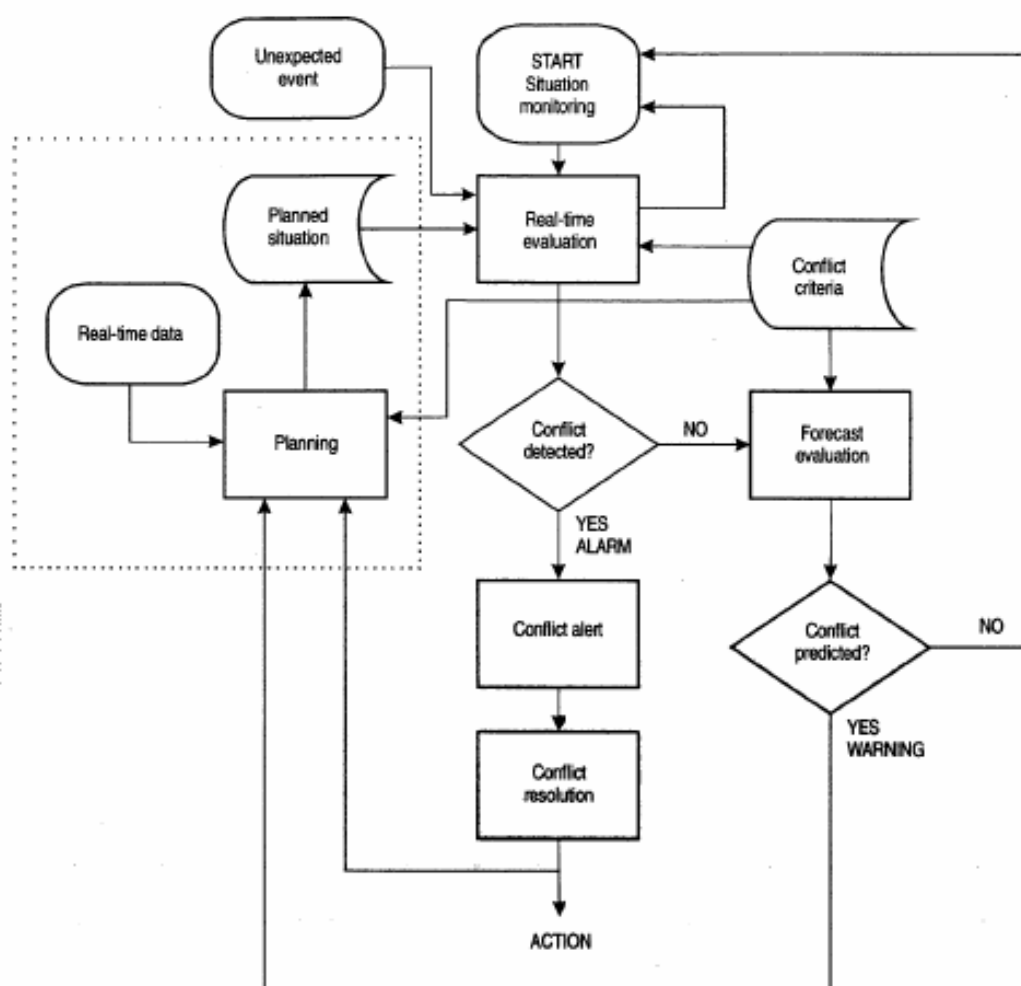 Unexpected
event
START
Situation
monitoring
Planned
situation
Real-time
evaluation
Conflict
criteria
Real-time data
Planning
Conflict
detected?
NO
Forecast
evaluation
YES
ALARM
Conflict alert
Conflict
predicted?
NO
YES
WARNING
Conflict
resolution
ACTION